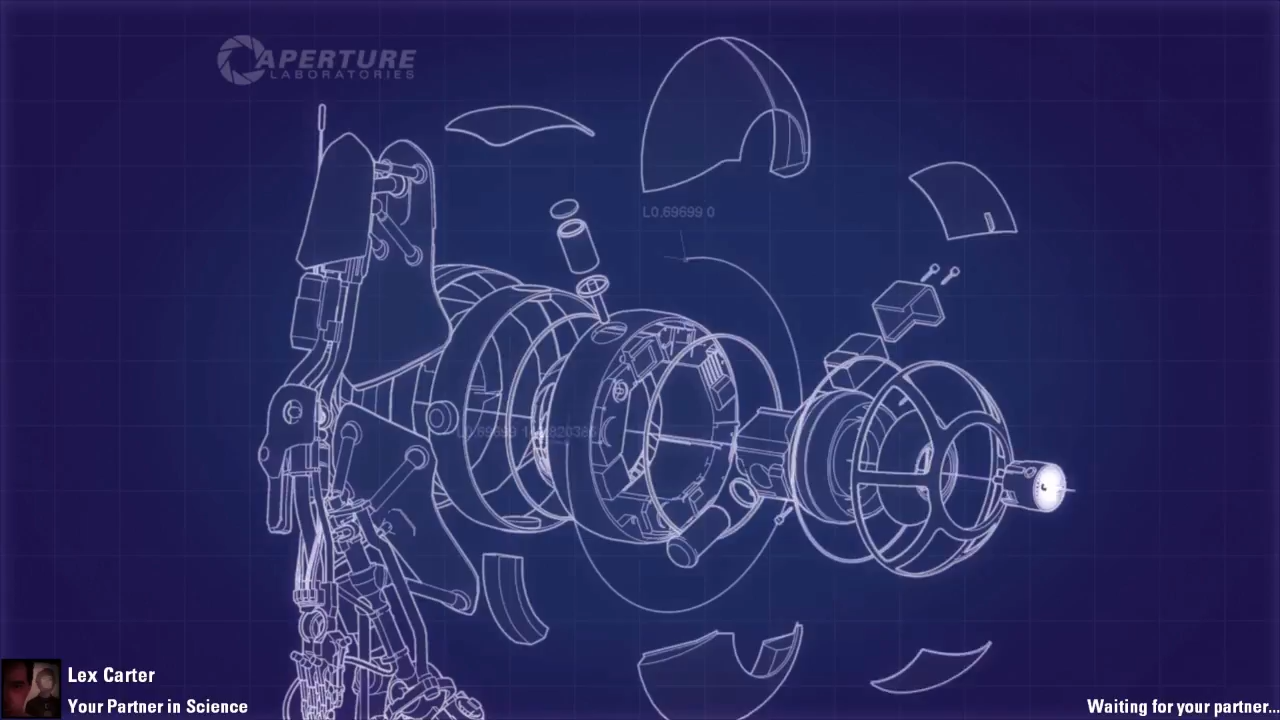 APERTURE
LABORATORIES
L0.69699 0
Lex Carter
Your Partner in Science
Waiting for your partner...